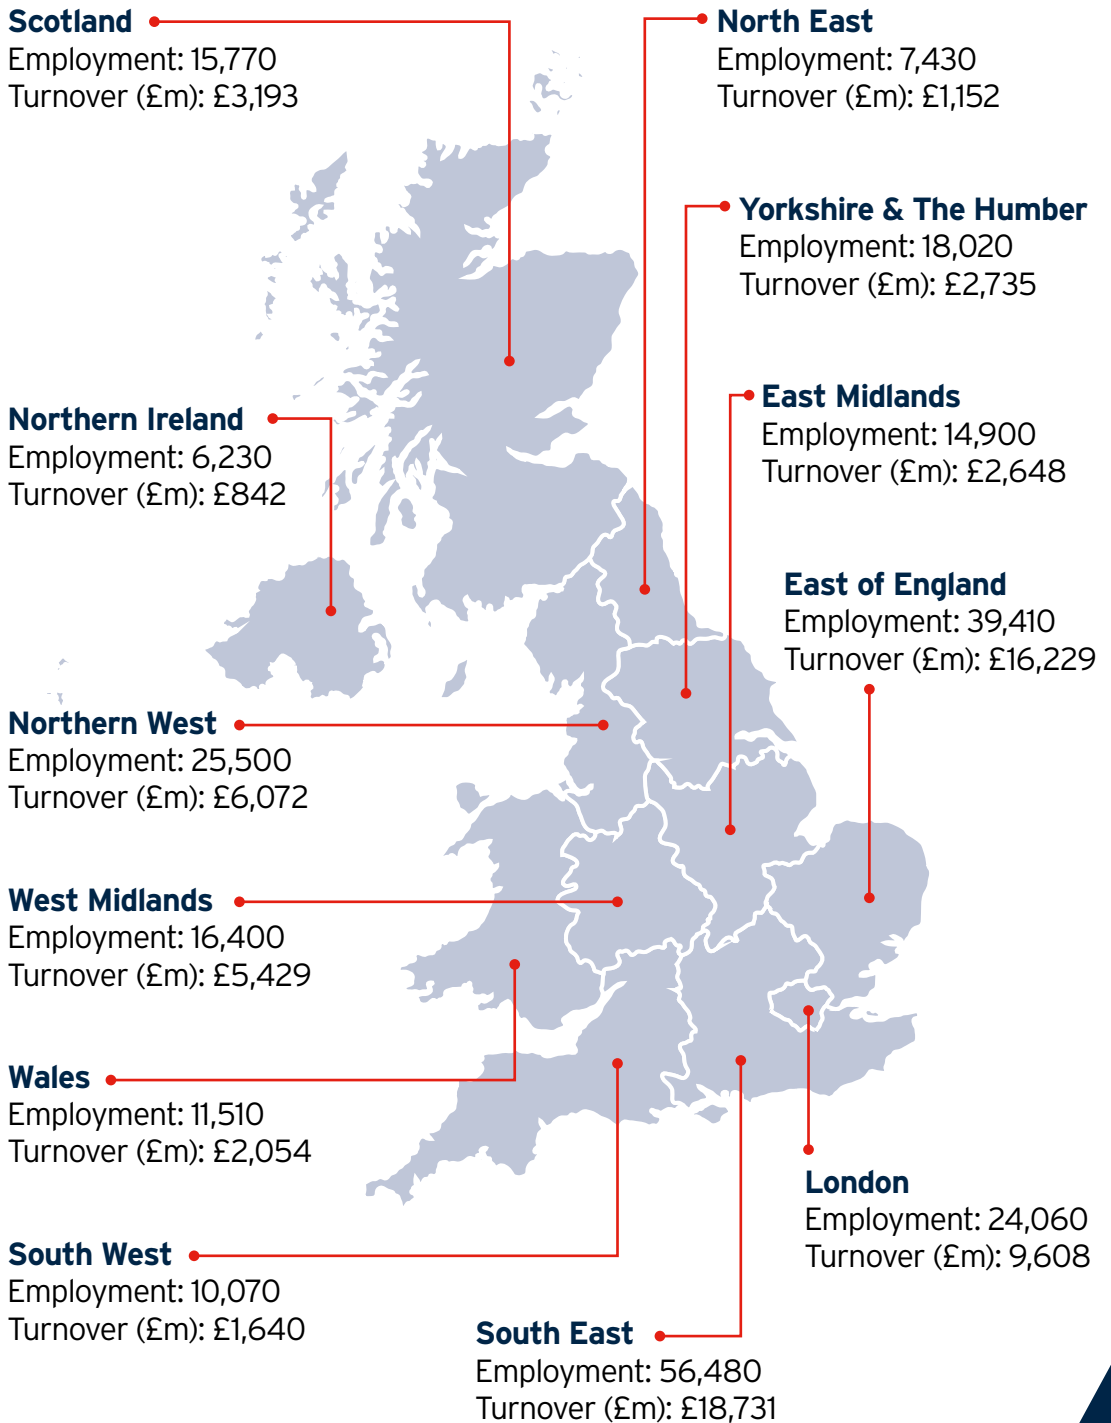 Scotland
Employment: 15,770
Turnover (£m): £3,193
North East
Employment: 7,430
Turnover (£m): £1,152
Yorkshire & The Humber
Employment: 18,020
Turnover (£m): £2,735
East Midlands
Employment: 14,900
Turnover (£m): £2,648
Northern Ireland
Employment: 6,230
Turnover (£m): £842
East of England
Employment: 39,410
Turnover (£m): £16,229
Northern West
Employment: 25,500
Turnover (£m): £6,072
West Midlands
Employment: 16,400
Turnover (£m): £5,429
Wales
Employment: 11,510
Turnover (£m): £2,054
London
Employment: 24,060
Turnover (£m): 9,608
South West
Employment: 10,070
Turnover (£m): £1,640
South East
Employment: 56,480
Turnover (£m): £18,731